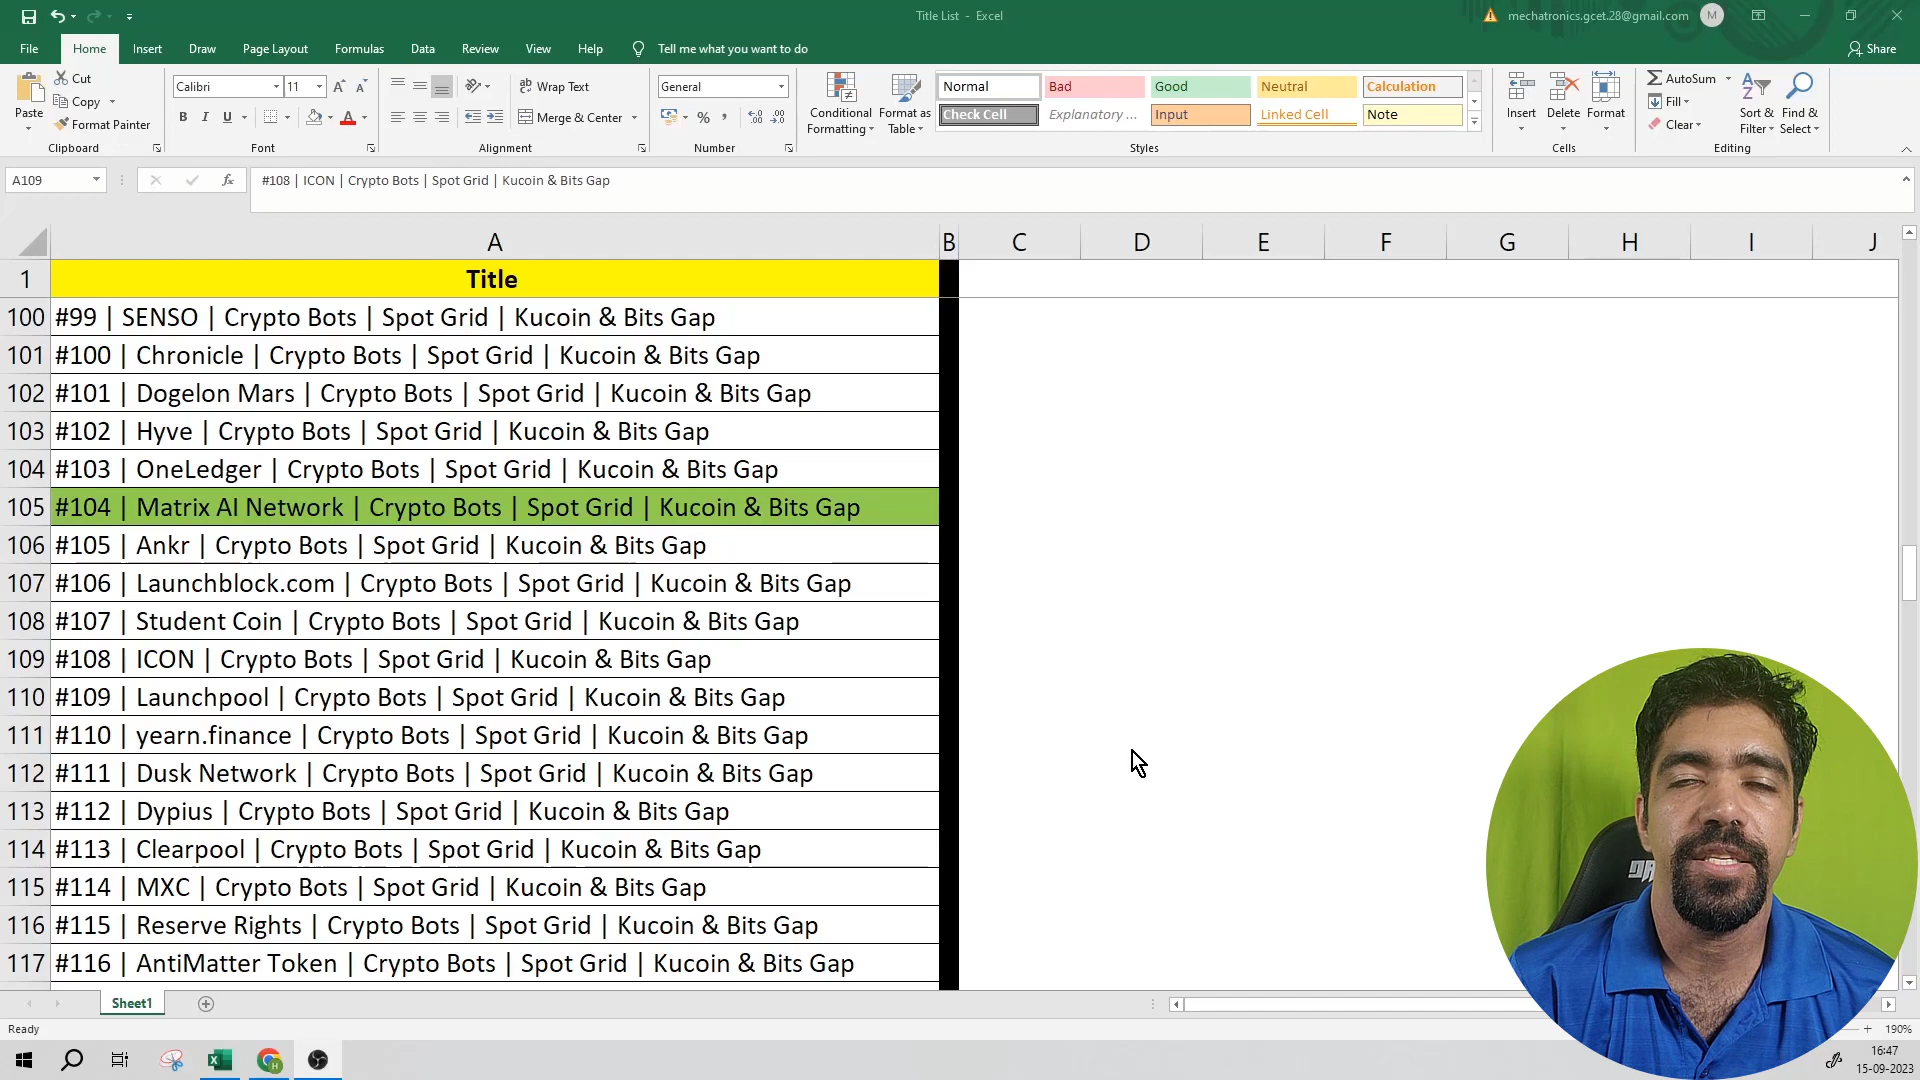 Title List - Excel
mechatronics.gcet.28@gmail.com
M
File Home Insert Draw Page Layout Formulas Data Review View Help Tell me what you want to do Share
Paste
Cut
Copy
Format Painter
Clipboard
Calibri 11
B I U
Font
Wrap Text
Merge & Center
Alignment
General
Number
Conditional Formatting
Format as Table
Normal Bad Good Neutral Calculation
Check Cell Explanatory ... Input Linked Cell Note
Styles
Insert Delete Format
Cells
AutoSum
Fill
Clear
Sort & Filter
Find & Select
Editing
A109 fx #108 | ICON | Crypto Bots | Spot Grid | Kucoin & Bits Gap
A B C D E F G H I J
1 Title
100 #99 | SENSO | Crypto Bots | Spot Grid | Kucoin & Bits Gap
101 #100 | Chronicle | Crypto Bots | Spot Grid | Kucoin & Bits Gap
102 #101 | Dogelon Mars | Crypto Bots | Spot Grid | Kucoin & Bits Gap
103 #102 | Hyve | Crypto Bots | Spot Grid | Kucoin & Bits Gap
104 #103 | OneLedger | Crypto Bots | Spot Grid | Kucoin & Bits Gap
105 #104 | Matrix AI Network | Crypto Bots | Spot Grid | Kucoin & Bits Gap
106 #105 | Ankr | Crypto Bots | Spot Grid | Kucoin & Bits Gap
107 #106 | Launchblock.com | Crypto Bots | Spot Grid | Kucoin & Bits Gap
108 #107 | Student Coin | Crypto Bots | Spot Grid | Kucoin & Bits Gap
109 #108 | ICON | Crypto Bots | Spot Grid | Kucoin & Bits Gap
110 #109 | Launchpool | Crypto Bots | Spot Grid | Kucoin & Bits Gap
111 #110 | yearn.finance | Crypto Bots | Spot Grid | Kucoin & Bits Gap
112 #111 | Dusk Network | Crypto Bots | Spot Grid | Kucoin & Bits Gap
113 #112 | Dypius | Crypto Bots | Spot Grid | Kucoin & Bits Gap
114 #113 | Clearpool | Crypto Bots | Spot Grid | Kucoin & Bits Gap
115 #114 | MXC | Crypto Bots | Spot Grid | Kucoin & Bits Gap
116 #115 | Reserve Rights | Crypto Bots | Spot Grid | Kucoin & Bits Gap
117 #116 | AntiMatter Token | Crypto Bots | Spot Grid | Kucoin & Bits Gap
Sheet1
Ready
190%
16:47
15-09-2023